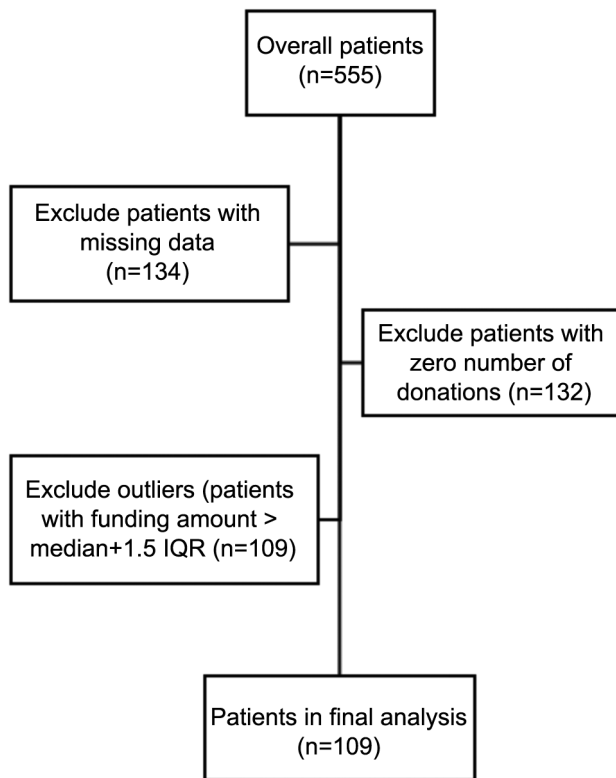 Overall patients
(n=555)
Exclude patients with
missing data
(n=134)
Exclude patients with
zero number of
donations (n=132)
Exclude outliers (patients
with funding amount >
median+1.5 IQR (n=109)
Patients in final analysis
(n=109)